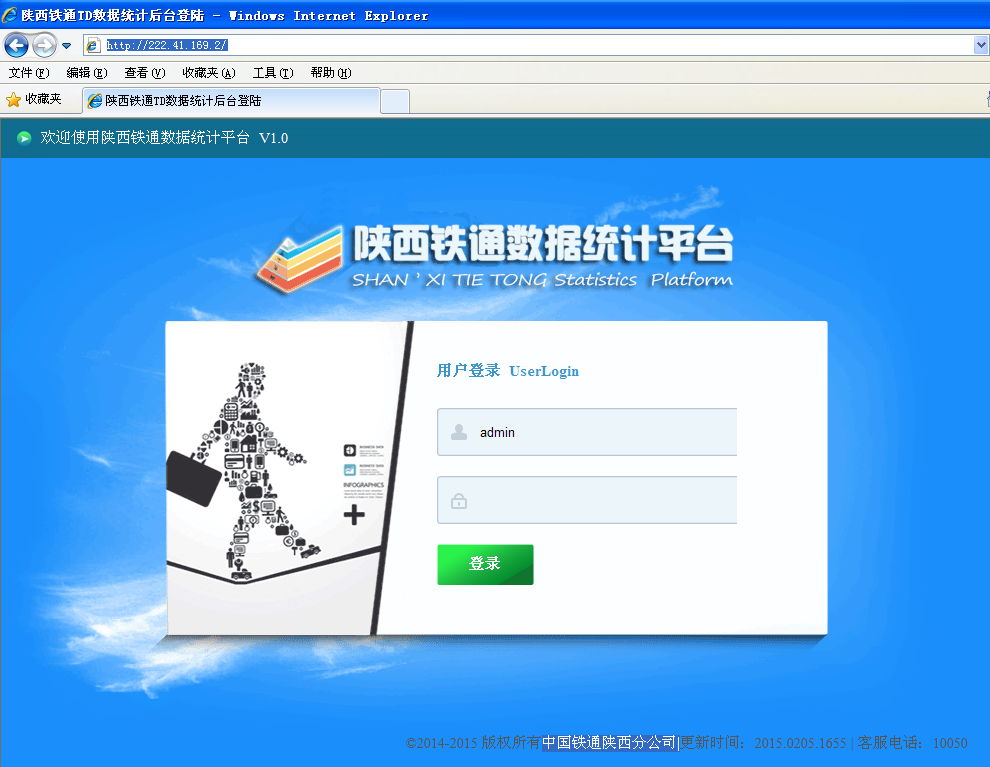 陕西铁通TD数据统计后台登陆 - Windows Internet Explorer
http://222.41.169.2/
文件(F) 编辑(E) 查看(V) 收藏夹(A) 工具(T) 帮助(H)
收藏夹 陕西铁通TD数据统计后台登陆
欢迎使用陕西铁通数据统计平台 V1.0
陕西铁通数据统计平台
SHAN ' XI TIE TONG Statistics Platform
用户登录 UserLogin
admin
BUSINESS DATA
BUSINESS DATA
INFOGRAPHICS
登录
©2014-2015 版权所有中国铁通陕西分公司|更新时间：2015.0205.1655 | 客服电话：10050